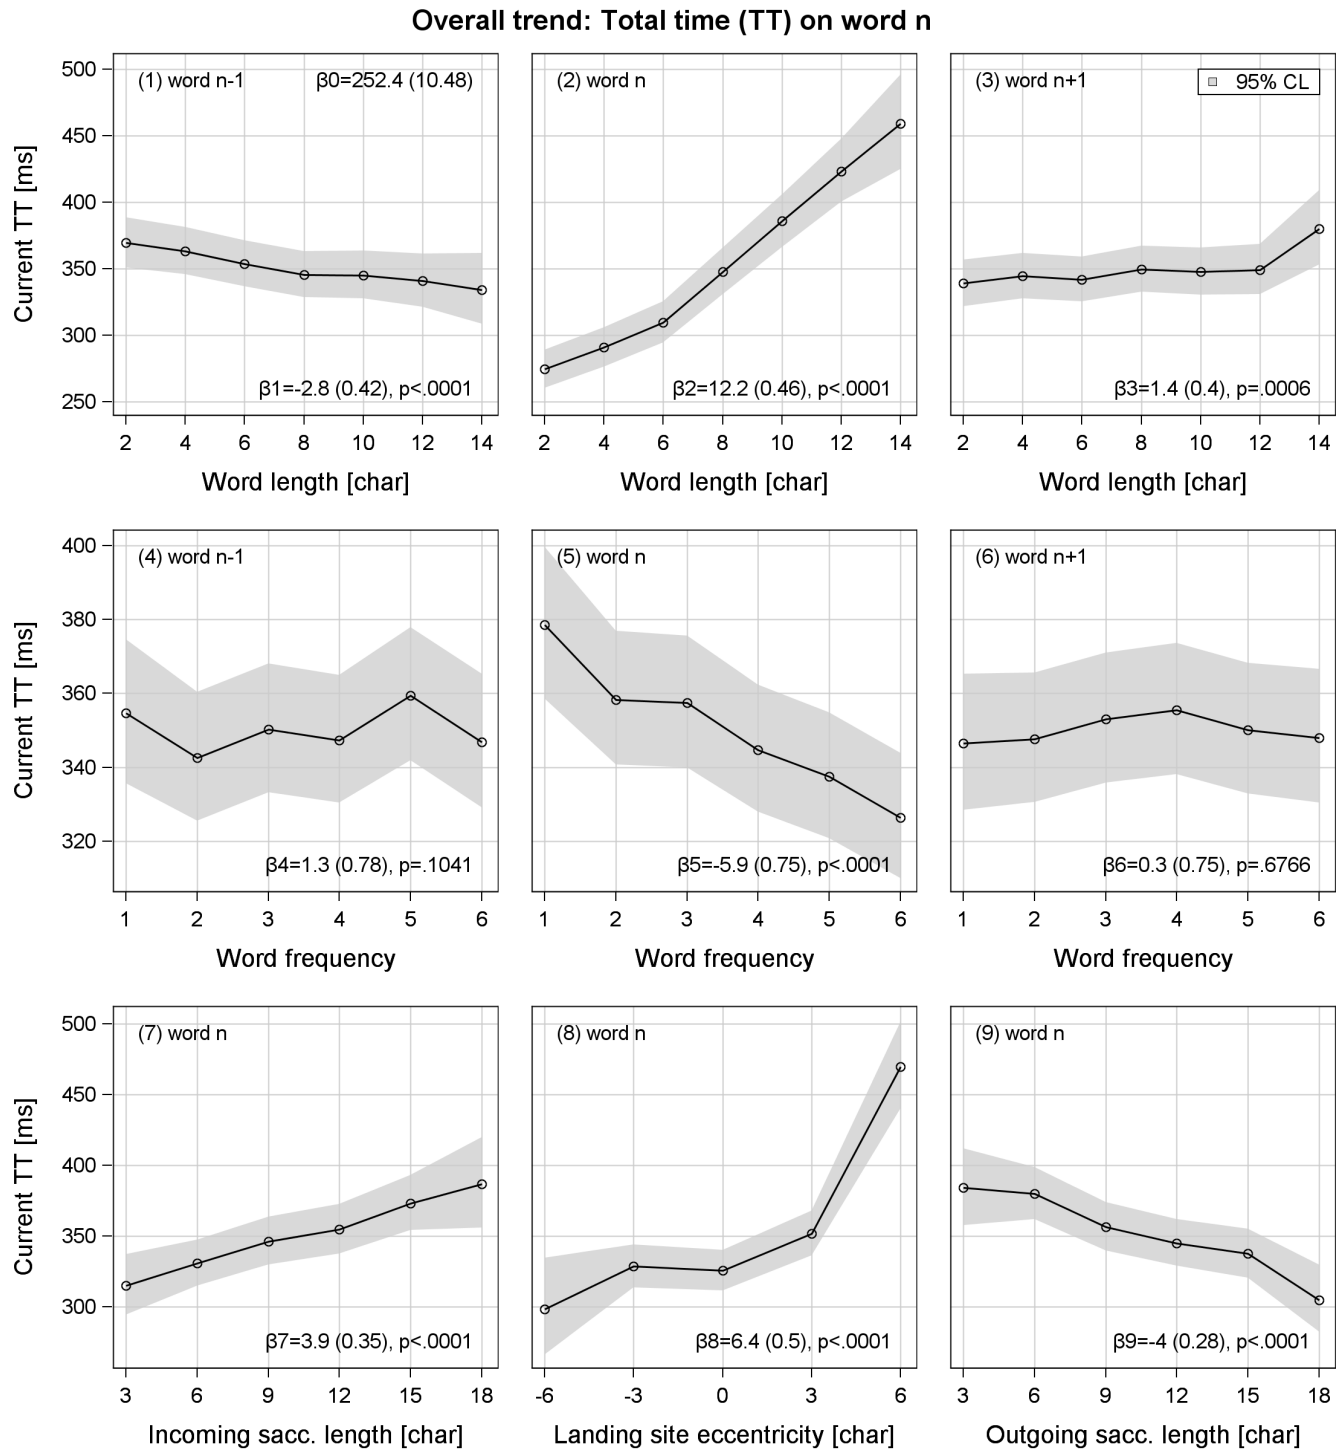 Overall trend: Total time (TT) on word n
(1) word n-1 β0=252.4 (10.48)
(2) word n
(3) word n+1
95% CL
500
450
400
350
300
250
Current TT [ms]
β1=-2.8 (0.42), p<.0001
β2=12.2 (0.46), p<.0001
β3=1.4 (0.4), p=.0006
2 4 6 8 10 12 14
2 4 6 8 10 12 14
2 4 6 8 10 12 14
Word length [char]
Word length [char]
Word length [char]
(4) word n-1
(5) word n
(6) word n+1
400
380
360
340
320
Current TT [ms]
β4=1.3 (0.78), p=.1041
β5=-5.9 (0.75), p<.0001
β6=0.3 (0.75), p=.6766
1 2 3 4 5 6
1 2 3 4 5 6
1 2 3 4 5 6
Word frequency
Word frequency
Word frequency
(7) word n
(8) word n
(9) word n
500
450
400
350
300
Current TT [ms]
β7=3.9 (0.35), p<.0001
β8=6.4 (0.5), p<.0001
β9=-4 (0.28), p<.0001
3 6 9 12 15 18
-6 -3 0 3 6
3 6 9 12 15 18
Incoming sacc. length [char]
Landing site eccentricity [char]
Outgoing sacc. length [char]